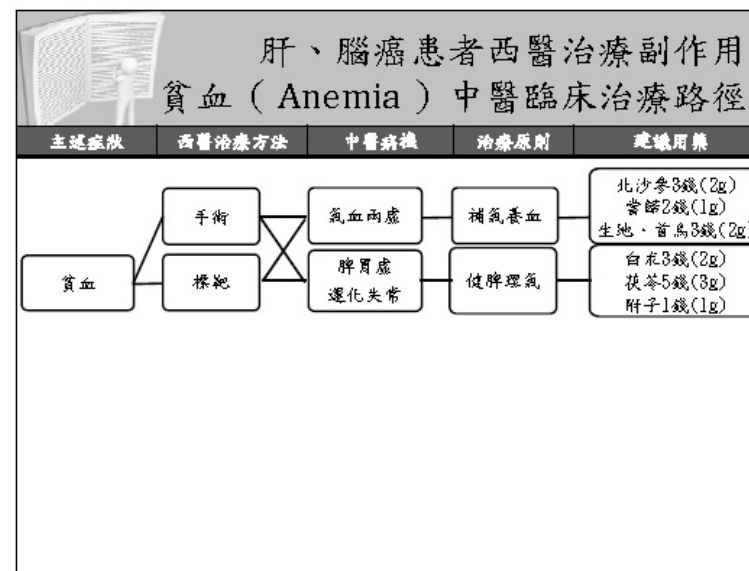 肝、腦癌患者西醫治療副作用
貧血(Anemia)中醫臨床治療路徑
主述症狀 西醫治療方法 中醫病機 治療原則 建議用藥
手術
氣血兩虛
補氣養血
北沙參3錢(2g)
當歸2錢(1g)
生地、首烏3錢(2g)
貧血
標靶
脾胃虛
運化失常
健脾理氣
白朮3錢(2g)
茯苓5錢(3g)
附子1錢(1g)